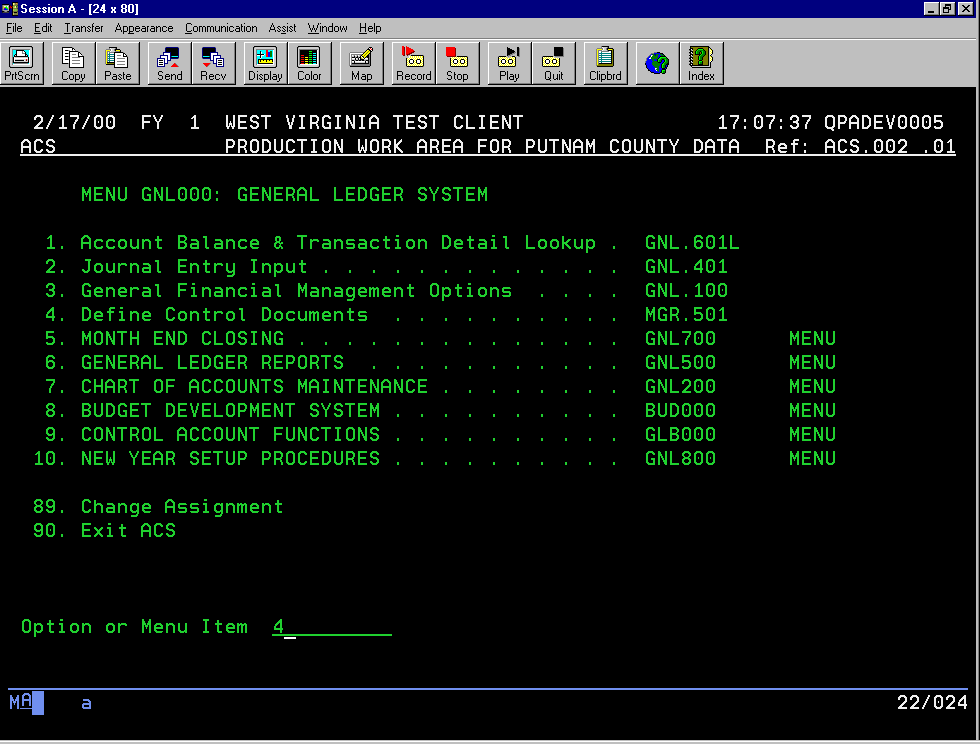 Session A - [24 x 80]
File Edit Transfer Appearance Communication Assist Window Help
PrtScrn Copy Paste Send Recv Display Color Map Record Stop Play Quit Clipbrd Index
2/17/00 FY 1 WEST VIRGINIA TEST CLIENT 17:07:37 QPADEV0005
ACS PRODUCTION WORK AREA FOR PUTNAM COUNTY DATA Ref: ACS.002 .01
MENU GNL000: GENERAL LEDGER SYSTEM
1. Account Balance & Transaction Detail Lookup . GNL.601L
2. Journal Entry Input . . . . . . . . . . . . . GNL.401
3. General Financial Management Options . . . . GNL.100
4. Define Control Documents . . . . . . . . . . MGR.501
5. MONTH END CLOSING . . . . . . . . . . . . . . GNL700 MENU
6. GENERAL LEDGER REPORTS . . . . . . . . . . . GNL500 MENU
7. CHART OF ACCOUNTS MAINTENANCE . . . . . . . . GNL200 MENU
8. BUDGET DEVELOPMENT SYSTEM . . . . . . . . . . BUD000 MENU
9. CONTROL ACCOUNT FUNCTIONS . . . . . . . . . . GLB000 MENU
10. NEW YEAR SETUP PROCEDURES . . . . . . . . . . GNL800 MENU
89. Change Assignment
90. Exit ACS
Option or Menu Item 4_
MA a 22/024